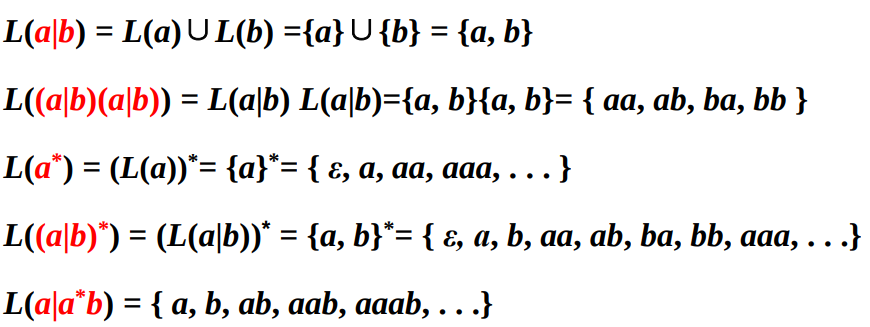 L(a|b) = L(a) ∪ L(b) ={a} ∪ {b} = {a, b}
L((a|b)(a|b)) = L(a|b) L(a|b)={a, b}{a, b}= { aa, ab, ba, bb }
L(a*) = (L(a))*= {a}*= { ε, a, aa, aaa, . . . }
L((a|b)*) = (L(a|b))* = {a, b}*= { ε, a, b, aa, ab, ba, bb, aaa, . . .}
L(a|a*b) = { a, b, ab, aab, aaab, . . .}